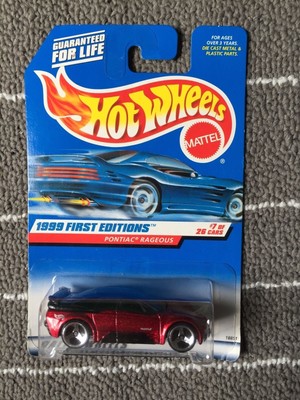 GUARANTEED
FOR LIFE
FOR AGES
OVER 3 YEARS.
DIE CAST METAL &
PLASTIC PARTS.
HOT WHEELS
MATTEL
1999 FIRST EDITIONS™
PONTIAC® RAGEOUS
#7 OF
26 CARS